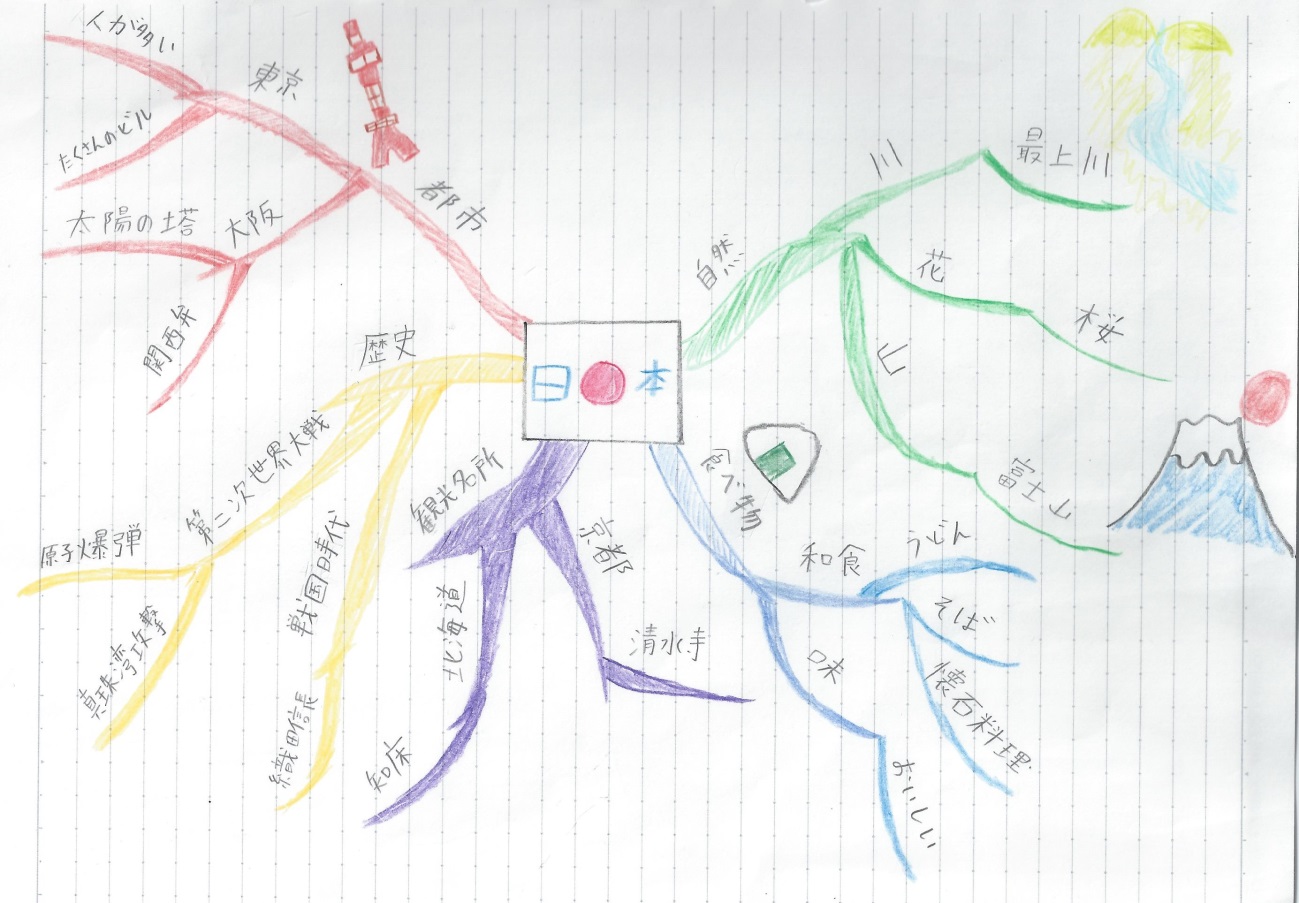 日本
都市
東京
人が多い
たくさんのビル
大阪
太陽の塔
関西弁
歴史
第二次世界大戦
原子爆弾
真珠湾攻撃
戦国時代
織田信長
観光名所
北海道
知床
京都
清水寺
食べ物
和食
うどん
そば
懐石料理
味
おいしい
自然
川
最上川
花
桜
山
富士山